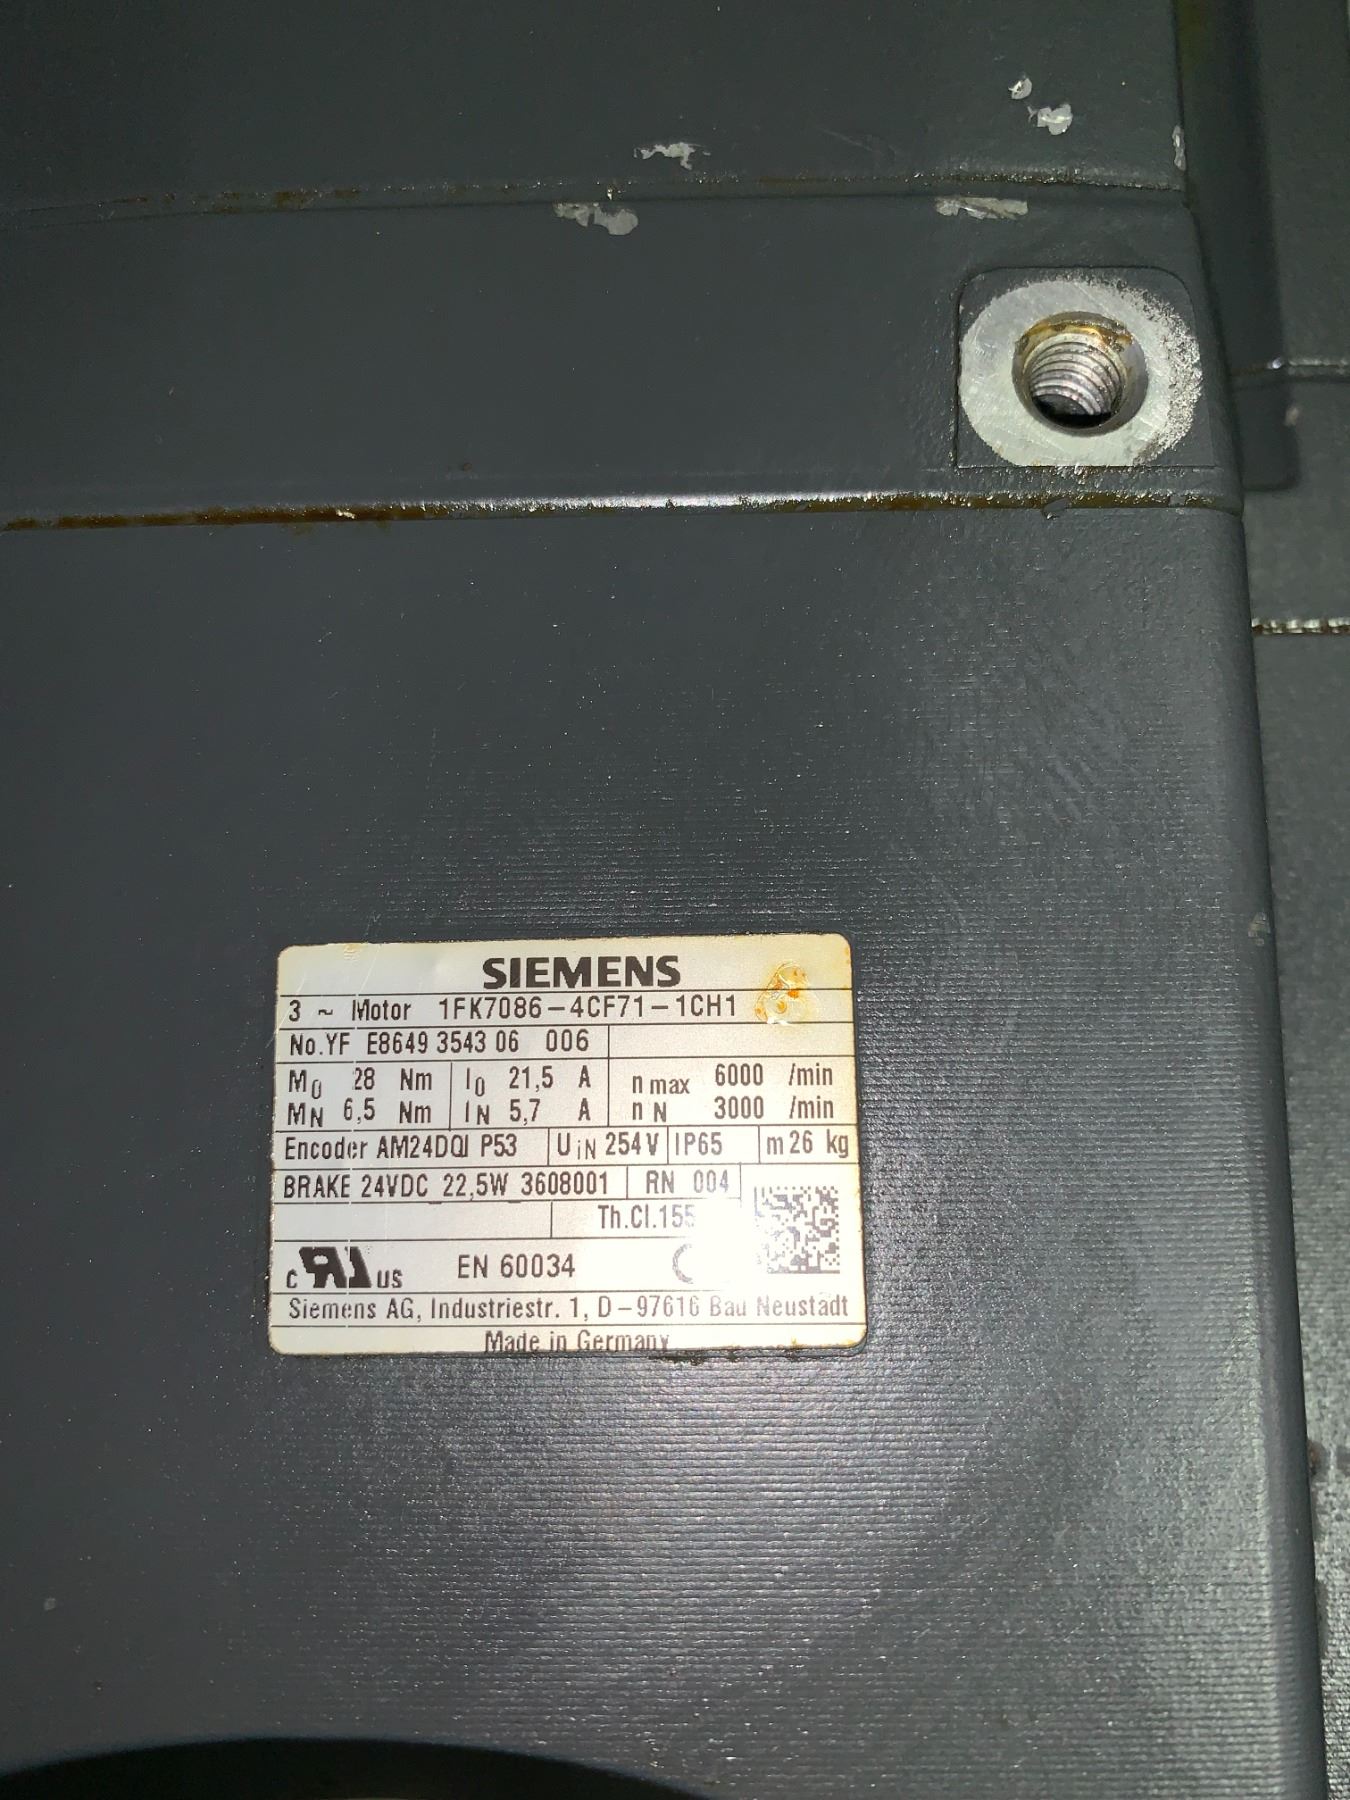 SIEMENS
3 ~ Motor 1FK7086-4CF71-1CH1
No.YF E8649 3543 06 006
M0 28 Nm I0 21,5 A n max 6000 /min
MN 6,5 Nm IN 5,7 A n N 3000 /min
Encoder AM24DQI P53 UiN 254V IP65 m 26 kg
BRAKE 24VDC 22,5W 3608001 RN 004
Th.Cl.155
c RU US EN 60034
Siemens AG, Industriestr. 1, D-97616 Bad Neustadt
Made in Germany